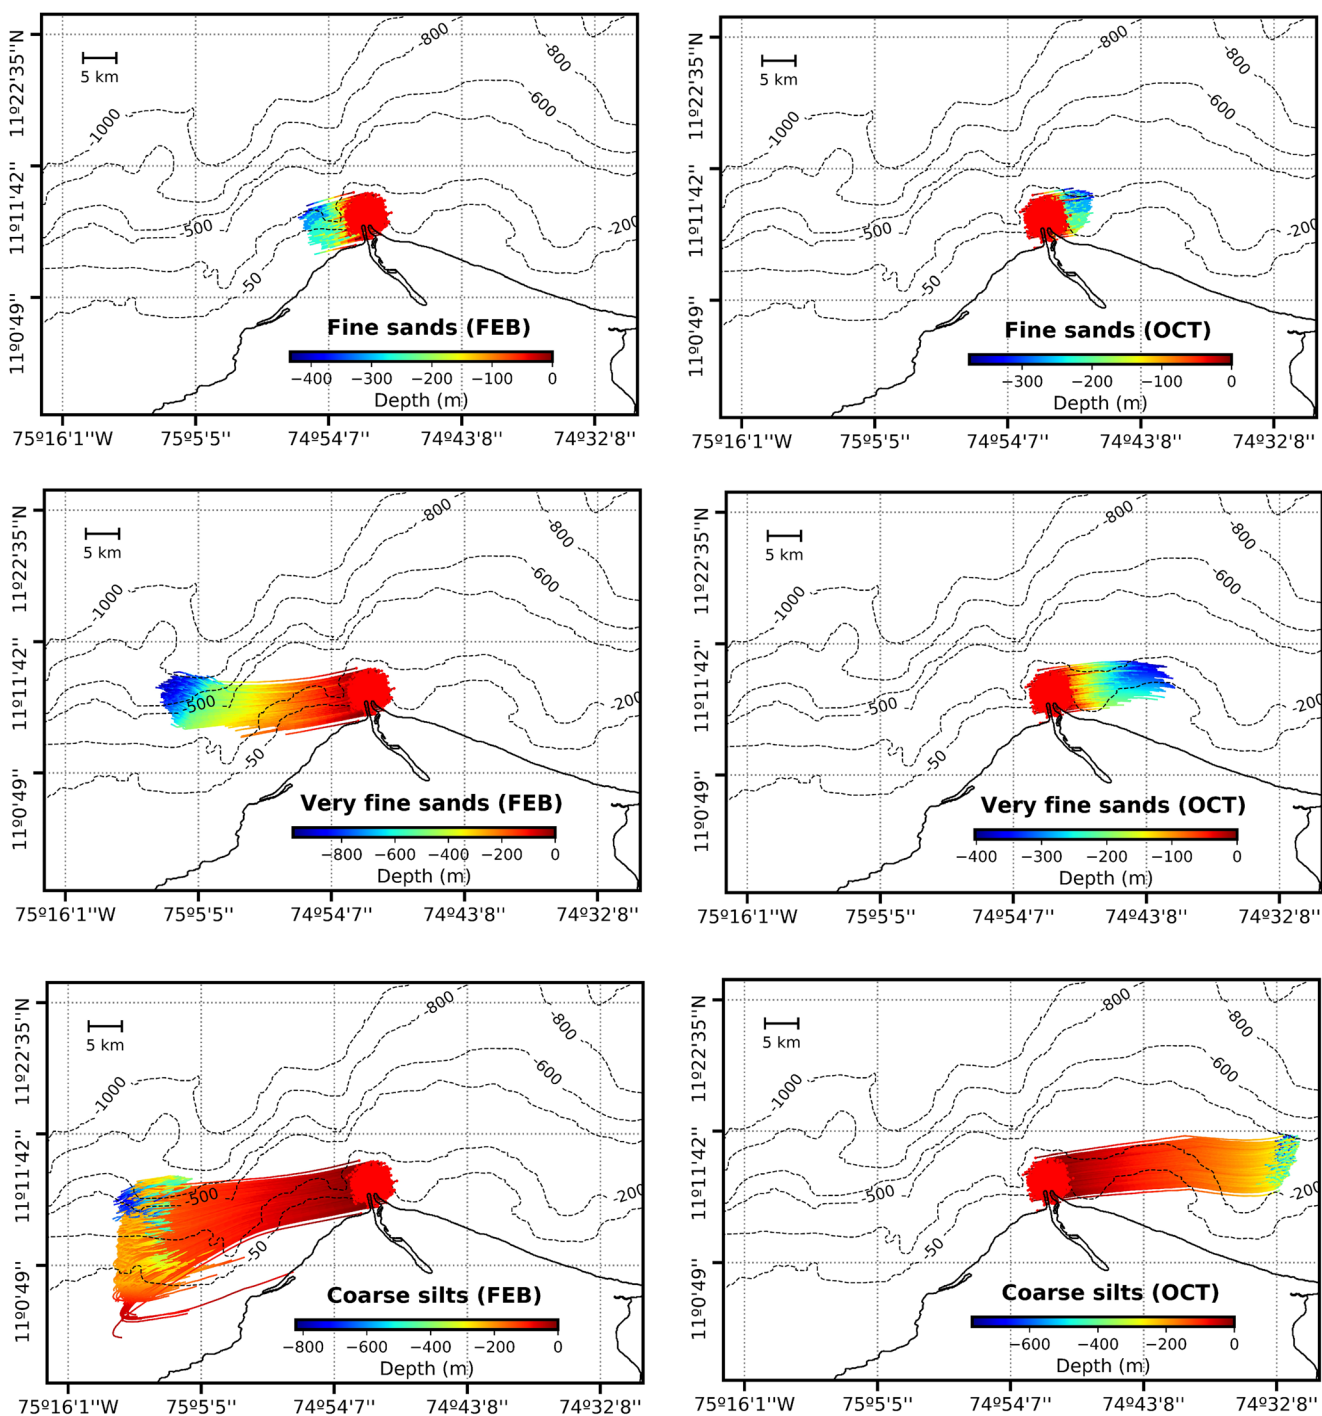 11º22'35''N
11º11'42''
11º0'49''
5 km
-800
-800
-600
-1000
-500
-200
-50
Fine sands (FEB)
−400 −300 −200 −100 0
Depth (m)
75º16'1''W 75º5'5'' 74º54'7'' 74º43'8'' 74º32'8''
11º22'35''N
11º11'42''
11º0'49''
5 km
-800
-800
-600
-1000
-500
-200
-50
Fine sands (OCT)
−300 −200 −100 0
Depth (m)
75º16'1''W 75º5'5'' 74º54'7'' 74º43'8'' 74º32'8''
11º22'35''N
11º11'42''
11º0'49''
5 km
-800
-800
-600
-1000
-500
-200
-50
Very fine sands (FEB)
−800 −600 −400 −200 0
Depth (m)
75º16'1''W 75º5'5'' 74º54'7'' 74º43'8'' 74º32'8''
11º22'35''N
11º11'42''
11º0'49''
5 km
-800
-800
-600
-1000
-500
-200
-50
Very fine sands (OCT)
−400 −300 −200 −100 0
Depth (m)
75º16'1''W 75º5'5'' 74º54'7'' 74º43'8'' 74º32'8''
11º22'35''N
11º11'42''
11º0'49''
5 km
-800
-800
-600
-1000
-500
-200
-50
Coarse silts (FEB)
−800 −600 −400 −200 0
Depth (m)
75º16'1''W 75º5'5'' 74º54'7'' 74º43'8'' 74º32'8''
11º22'35''N
11º11'42''
11º0'49''
5 km
-800
-800
-600
-1000
-500
-200
-50
Coarse silts (OCT)
−600 −400 −200 0
Depth (m)
75º16'1''W 75º5'5'' 74º54'7'' 74º43'8'' 74º32'8''